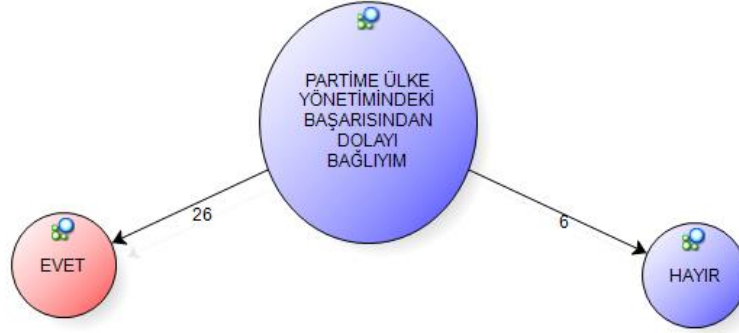 PARTİME ÜLKE
YÖNETİMİNDEKİ
BAŞARISINDAN
DOLAYI
BAĞLIYIM
26
6
EVET
HAYIR